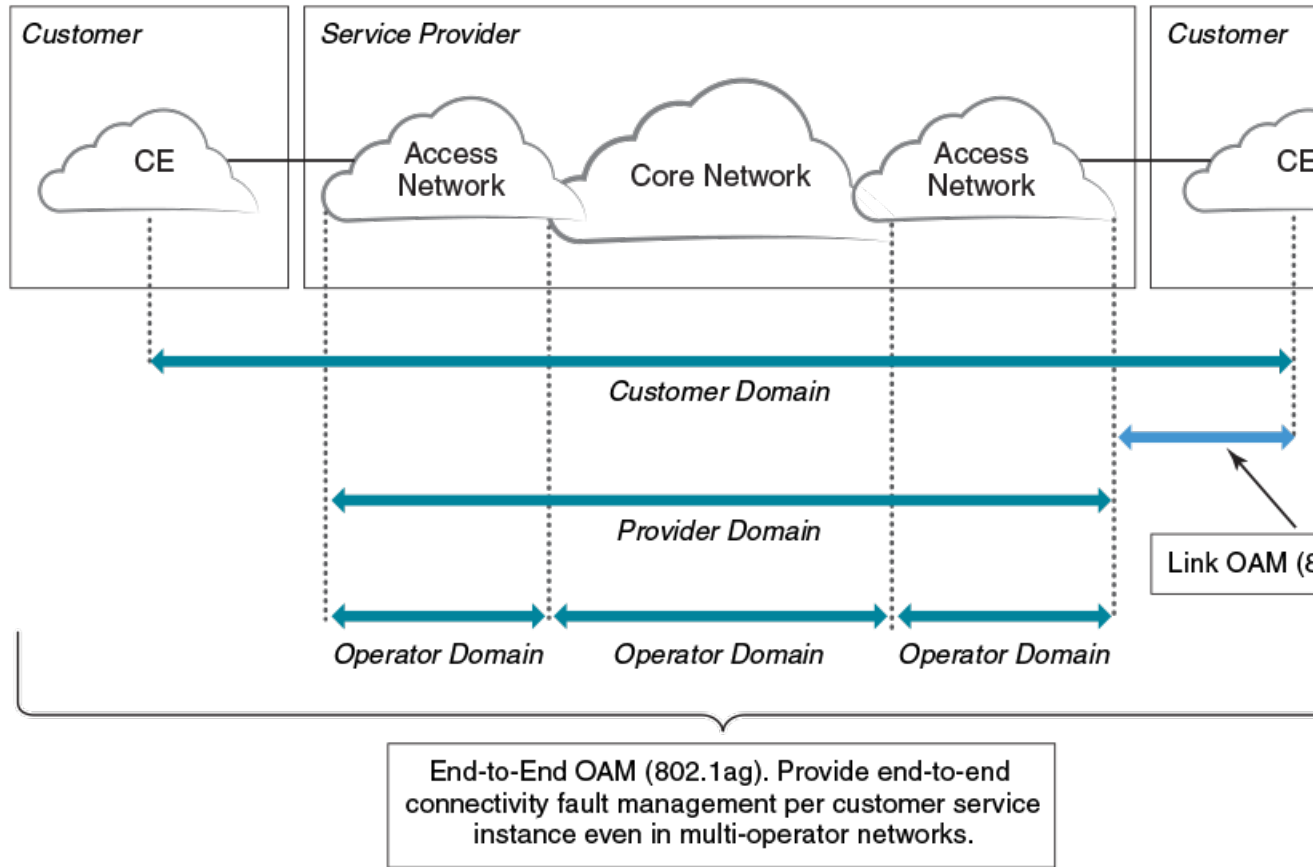 Customer
Service Provider
Customer
CE
Access
Network
Core Network
Access
Network
CE
Customer Domain
Provider Domain
Link OAM (8
Operator Domain
Operator Domain
Operator Domain
End-to-End OAM (802.1ag). Provide end-to-end
connectivity fault management per customer service
instance even in multi-operator networks.